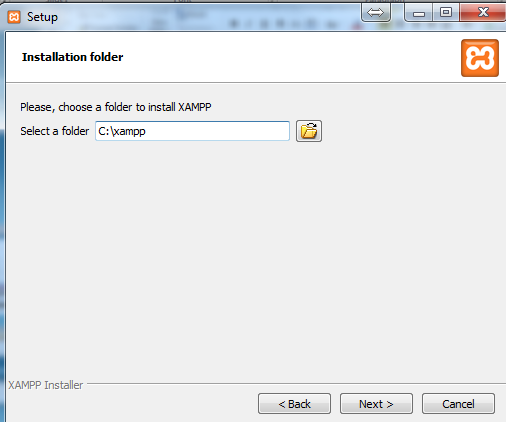 Setup
Installation folder
Please, choose a folder to install XAMPP
Select a folder C:\xampp
XAMPP Installer
< Back Next > Cancel